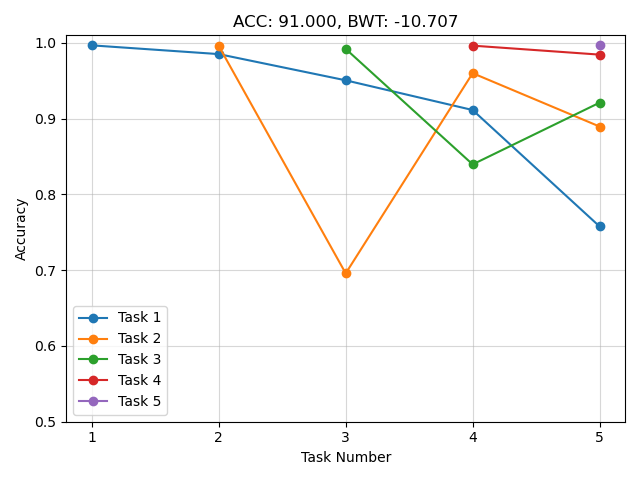 ACC: 91.000, BWT: -10.707
1.0
0.9
0.8
0.7
0.6
0.5
Accuracy
Task 1
Task 2
Task 3
Task 4
Task 5
1 2 3 4 5
Task Number